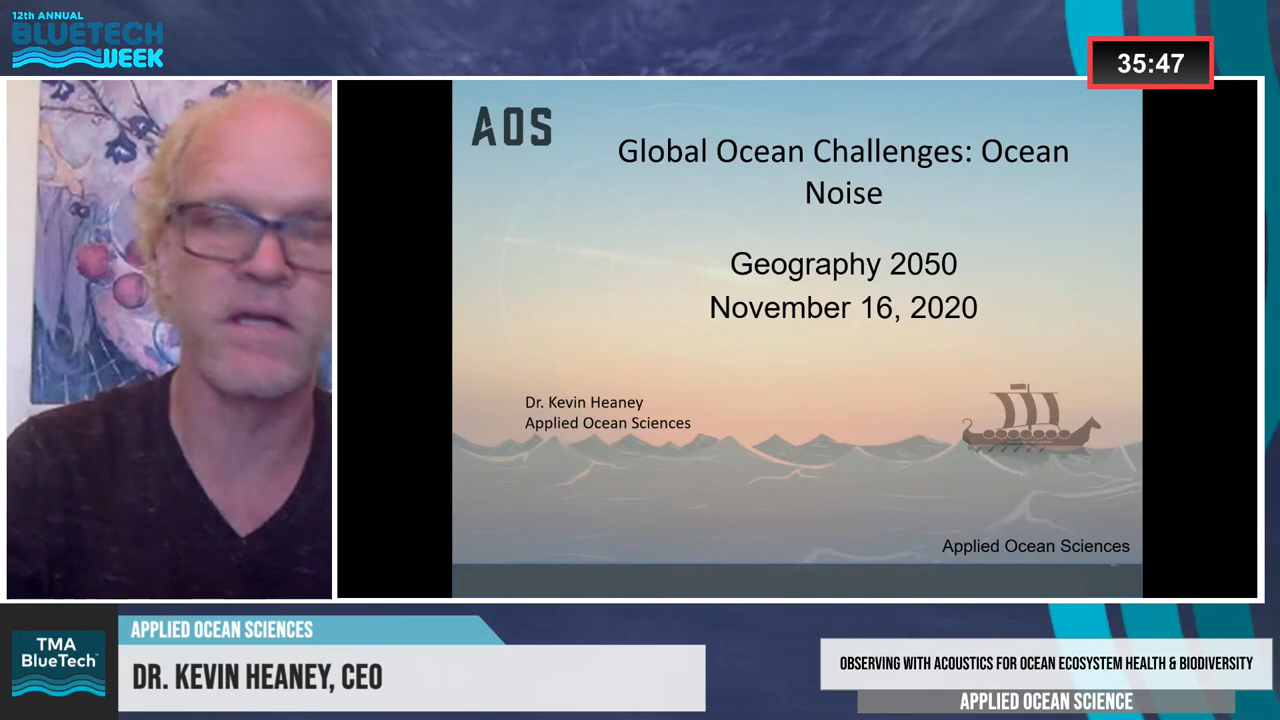 12th ANNUAL
BLUETECH
WEEK
35:47
AOS
Global Ocean Challenges: Ocean
Noise
Geography 2050
November 16, 2020
Dr. Kevin Heaney
Applied Ocean Sciences
Applied Ocean Sciences
TMA
BlueTech™
APPLIED OCEAN SCIENCES
DR. KEVIN HEANEY, CEO
OBSERVING WITH ACOUSTICS FOR OCEAN ECOSYSTEM HEALTH & BIODIVERSITY
APPLIED OCEAN SCIENCE